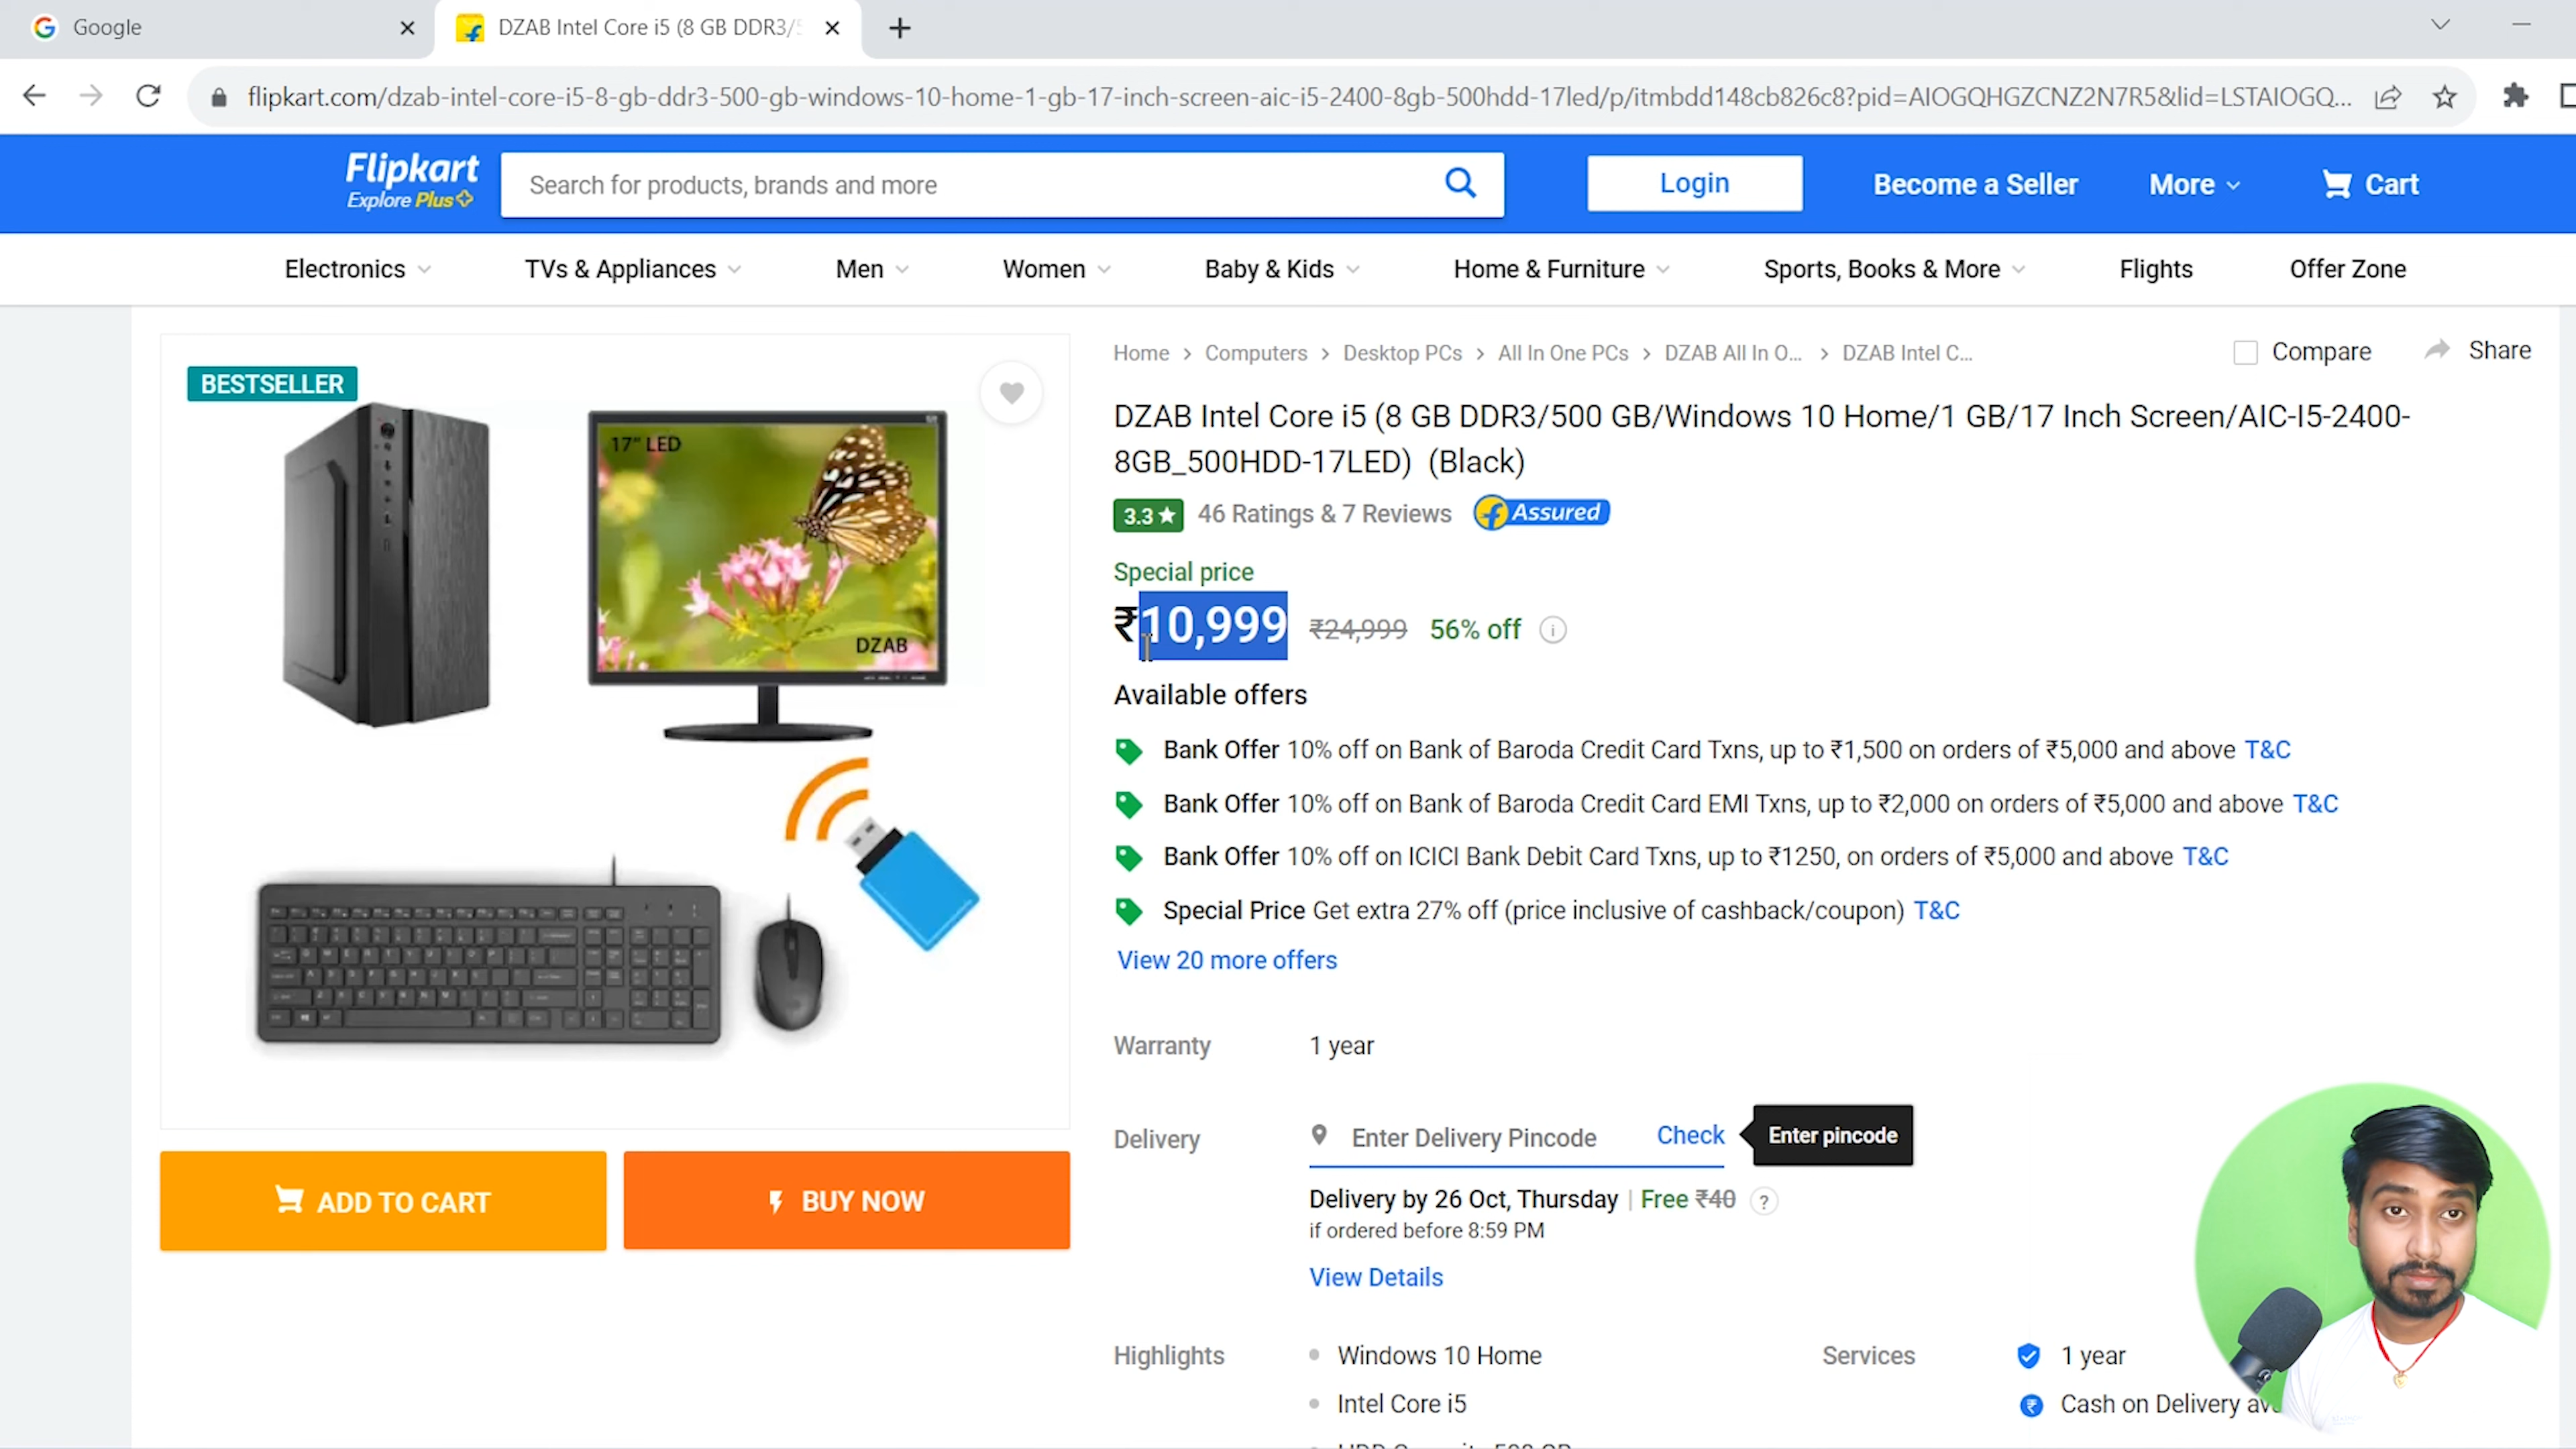 Google
DZAB Intel Core i5 (8 GB DDR3/5
flipkart.com/dzab-intel-core-i5-8-gb-ddr3-500-gb-windows-10-home-1-gb-17-inch-screen-aic-i5-2400-8gb-500hdd-17led/p/itmbdd148cb826c8?pid=AIOGQHGZCNZ2N7R5&lid=LSTAIOGQ...
Flipkart
Explore Plus
Search for products, brands and more
Login
Become a Seller
More
Cart
Electronics
TVs & Appliances
Men
Women
Baby & Kids
Home & Furniture
Sports, Books & More
Flights
Offer Zone
BESTSELLER
17" LED
DZAB
ADD TO CART
BUY NOW
Home > Computers > Desktop PCs > All In One PCs > DZAB All In O... > DZAB Intel C...
Compare
Share
DZAB Intel Core i5 (8 GB DDR3/500 GB/Windows 10 Home/1 GB/17 Inch Screen/AIC-I5-2400-
8GB_500HDD-17LED) (Black)
3.3★ 46 Ratings & 7 Reviews Assured
Special price
₹10,999 ₹24,999 56% off
Available offers
Bank Offer 10% off on Bank of Baroda Credit Card Txns, up to ₹1,500 on orders of ₹5,000 and above T&C
Bank Offer 10% off on Bank of Baroda Credit Card EMI Txns, up to ₹2,000 on orders of ₹5,000 and above T&C
Bank Offer 10% off on ICICI Bank Debit Card Txns, up to ₹1250, on orders of ₹5,000 and above T&C
Special Price Get extra 27% off (price inclusive of cashback/coupon) T&C
View 20 more offers
Warranty 1 year
Delivery Enter Delivery Pincode Check Enter pincode
Delivery by 26 Oct, Thursday | Free ₹40 ?
if ordered before 8:59 PM
View Details
Highlights
Windows 10 Home
Intel Core i5
Services
1 year
Cash on Delivery